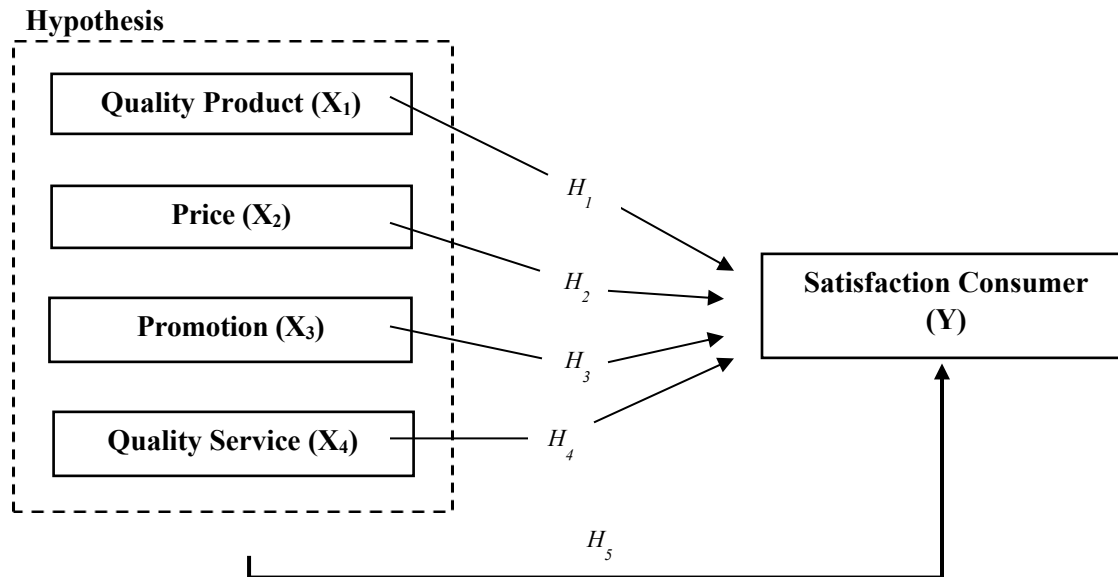 Hypothesis
Quality Product (X₁)
H₁
Price (X₂)
H₂
Satisfaction Consumer
(Y)
Promotion (X₃)
H₃
Quality Service (X₄)
H₄
H₅